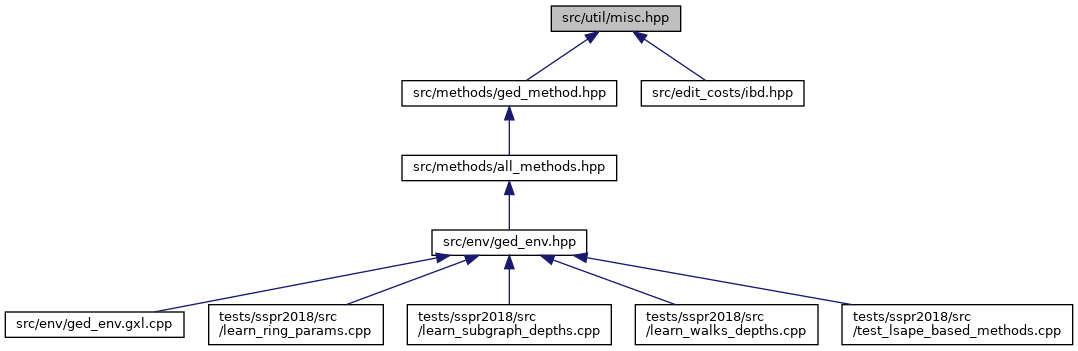 src/util/misc.hpp
src/methods/ged_method.hpp
src/edit_costs/ibd.hpp
src/methods/all_methods.hpp
src/env/ged_env.hpp
src/env/ged_env.gxl.cpp
tests/sspr2018/src
/learn_ring_params.cpp
tests/sspr2018/src
/learn_subgraph_depths.cpp
tests/sspr2018/src
/learn_walks_depths.cpp
tests/sspr2018/src
/test_lsape_based_methods.cpp